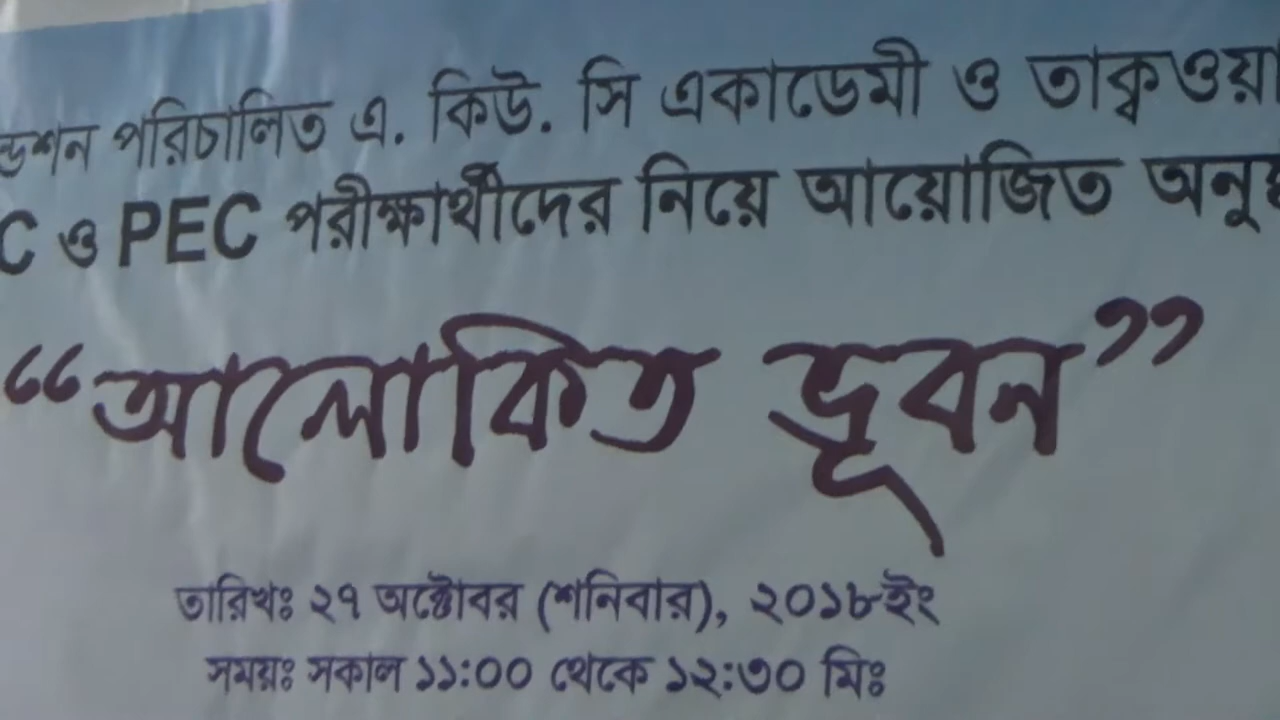 ন্ডেশন পরিচালিত এ. কিউ. সি একাডেমী ও তাক্বওয়া
C ও PEC পরীক্ষার্থীদের নিয়ে আয়োজিত
“আলোকিত ভূবন”
তারিখঃ ২৭ অক্টোবর (শনিবার), ২০১৮ইং
সময়ঃ সকাল ১১:০০ থেকে ১২:৩০ মিঃ